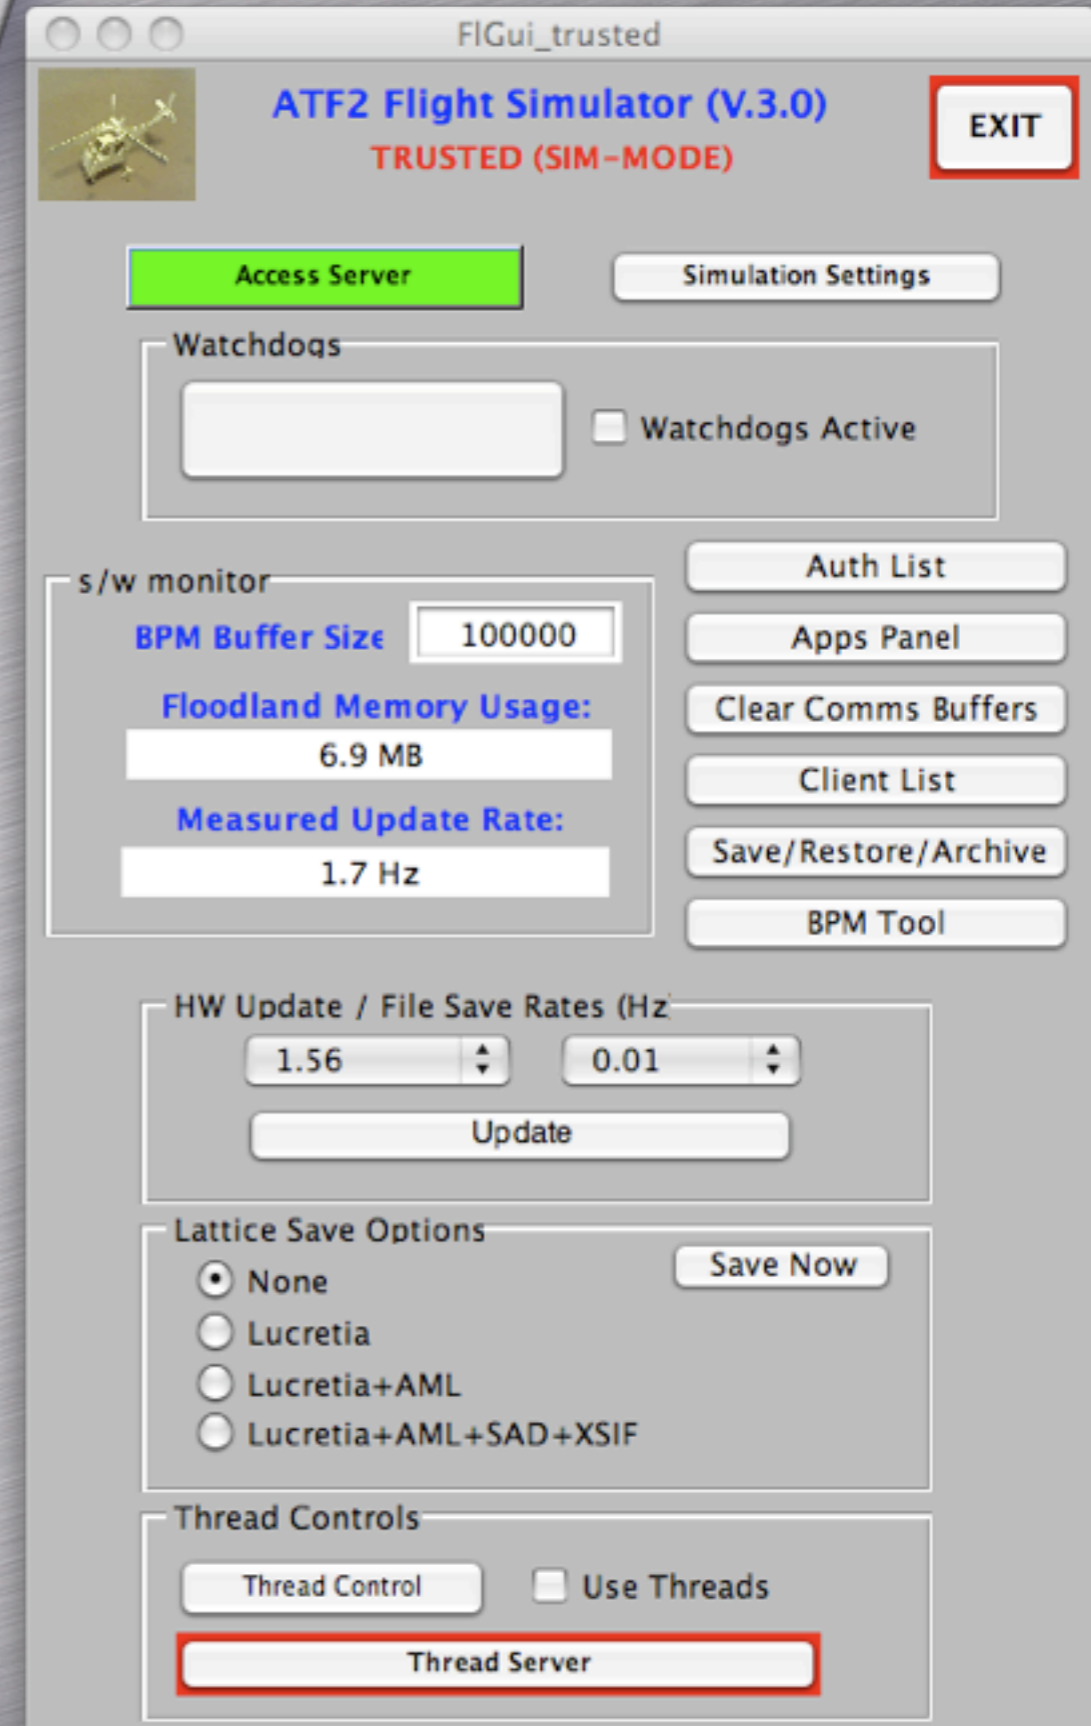 FlGui_trusted
ATF2 Flight Simulator (V.3.0)
TRUSTED (SIM-MODE)
EXIT
Access Server
Simulation Settings
Watchdogs
Watchdogs Active
s/w monitor
BPM Buffer Size
100000
Floodland Memory Usage:
6.9 MB
Measured Update Rate:
1.7 Hz
Auth List
Apps Panel
Clear Comms Buffers
Client List
Save/Restore/Archive
BPM Tool
HW Update / File Save Rates (Hz
1.56
0.01
Update
Lattice Save Options
Save Now
None
Lucretia
Lucretia+AML
Lucretia+AML+SAD+XSIF
Thread Controls
Thread Control
Use Threads
Thread Server